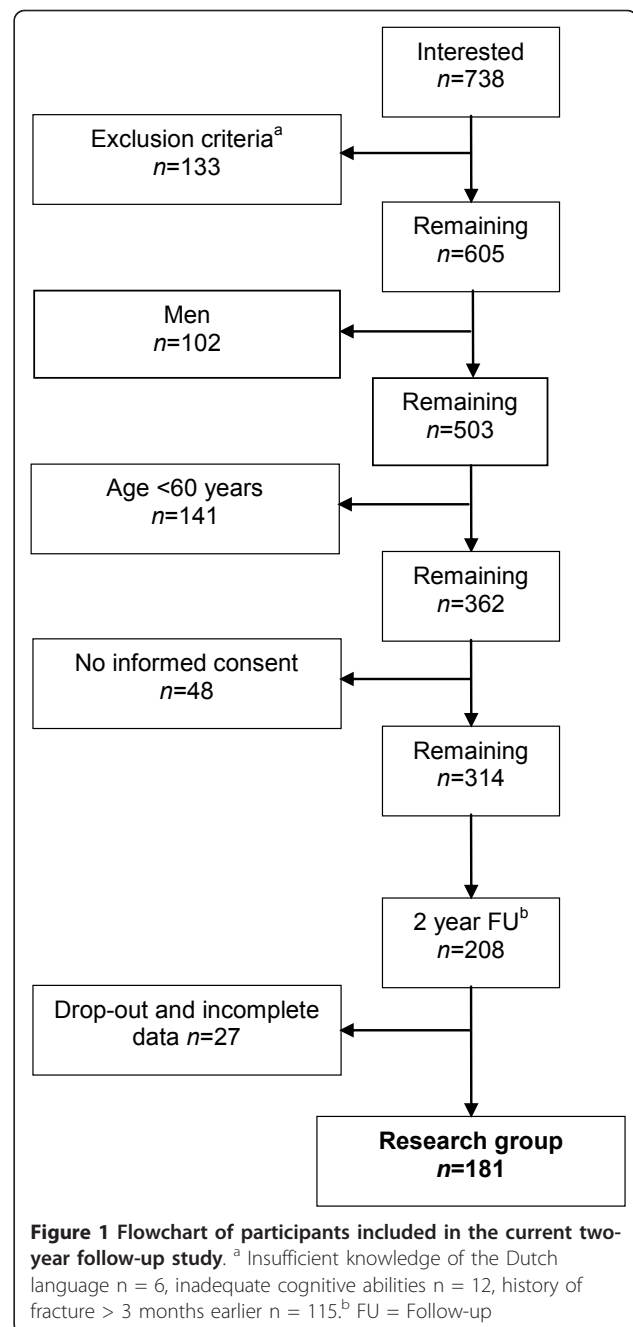 Interested
n=738
Exclusion criteriaᵃ
n=133
Remaining
n=605
Men
n=102
Remaining
n=503
Age <60 years
n=141
Remaining
n=362
No informed consent
n=48
Remaining
n=314
2 year FUᵇ
n=208
Drop-out and incomplete
data n=27
Research group
n=181
Figure 1 Flowchart of participants included in the current two-
year follow-up study. ᵃ Insufficient knowledge of the Dutch
language n = 6, inadequate cognitive abilities n = 12, history of
fracture > 3 months earlier n = 115.ᵇ FU = Follow-up